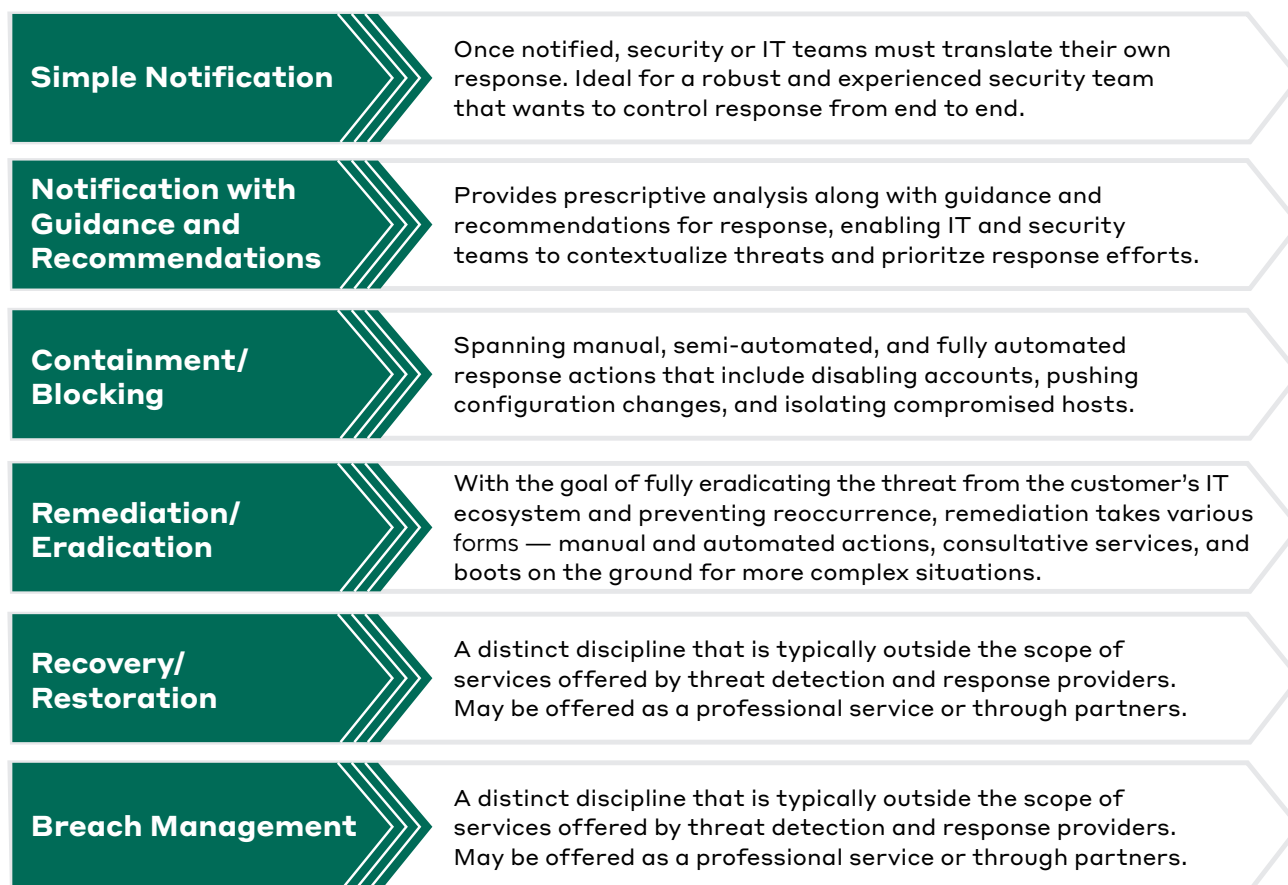 Simple Notification
Once notified, security or IT teams must translate their own
response. Ideal for a robust and experienced security team
that wants to control response from end to end.
Notification with
Guidance and
Recommendations
Provides prescriptive analysis along with guidance and
recommendations for response, enabling IT and security
teams to contextualize threats and prioritze response efforts.
Containment/
Blocking
Spanning manual, semi-automated, and fully automated
response actions that include disabling accounts, pushing
configuration changes, and isolating compromised hosts.
Remediation/
Eradication
With the goal of fully eradicating the threat from the customer’s IT
ecosystem and preventing reoccurrence, remediation takes various
forms — manual and automated actions, consultative services, and
boots on the ground for more complex situations.
Recovery/
Restoration
A distinct discipline that is typically outside the scope of
services offered by threat detection and response providers.
May be offered as a professional service or through partners.
Breach Management
A distinct discipline that is typically outside the scope of
services offered by threat detection and response providers.
May be offered as a professional service or through partners.